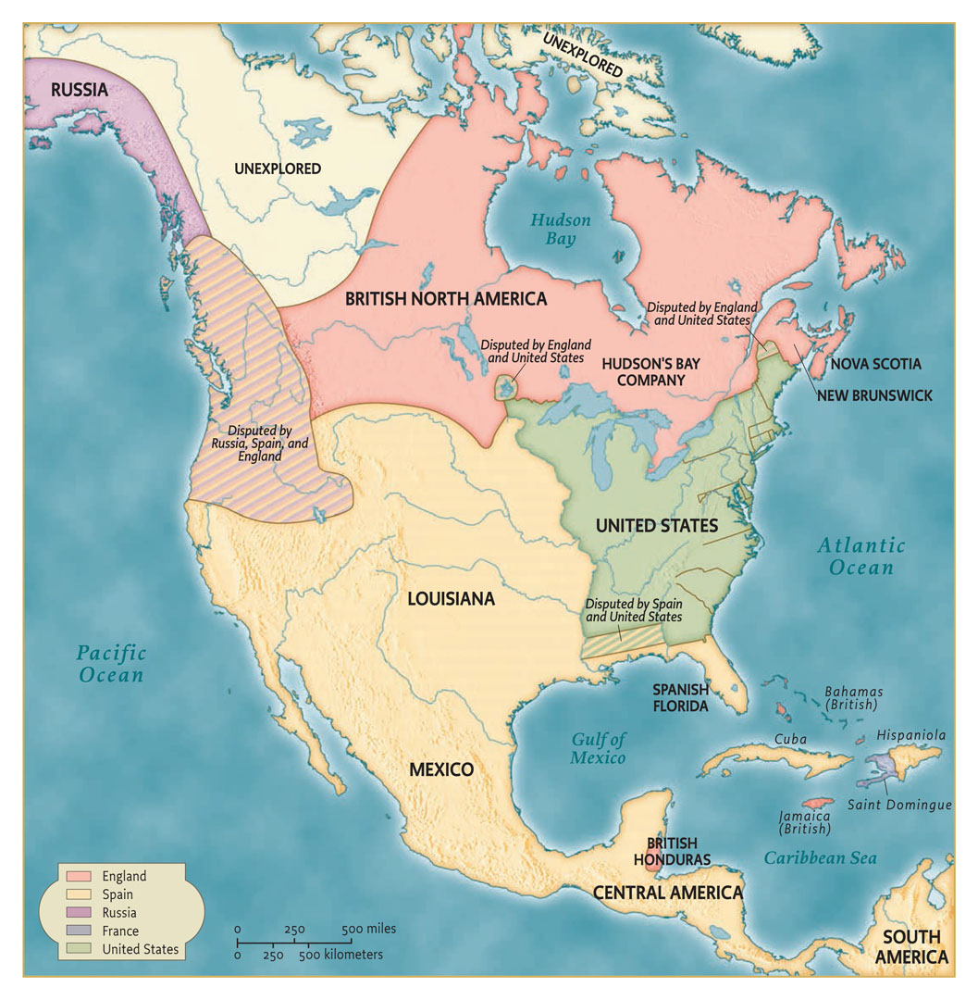 UNEXPLORED
RUSSIA
UNEXPLORED
Hudson
Bay
BRITISH NORTH AMERICA
Disputed by England
and United States
Disputed by England
and United States
HUDSON'S BAY
COMPANY
NOVA SCOTIA
NEW BRUNSWICK
Disputed by
Russia, Spain, and
England
UNITED STATES
Atlantic
Ocean
LOUISIANA
Disputed by Spain
and United States
Pacific
Ocean
SPANISH
FLORIDA
Bahamas
(British)
Gulf of
Mexico
Cuba
Hispaniola
MEXICO
Saint Domingue
Jamaica
(British)
BRITISH
HONDURAS
Caribbean Sea
CENTRAL AMERICA
SOUTH
AMERICA
England
Spain
Russia
France
United States
0 250 500 miles
0 250 500 kilometers